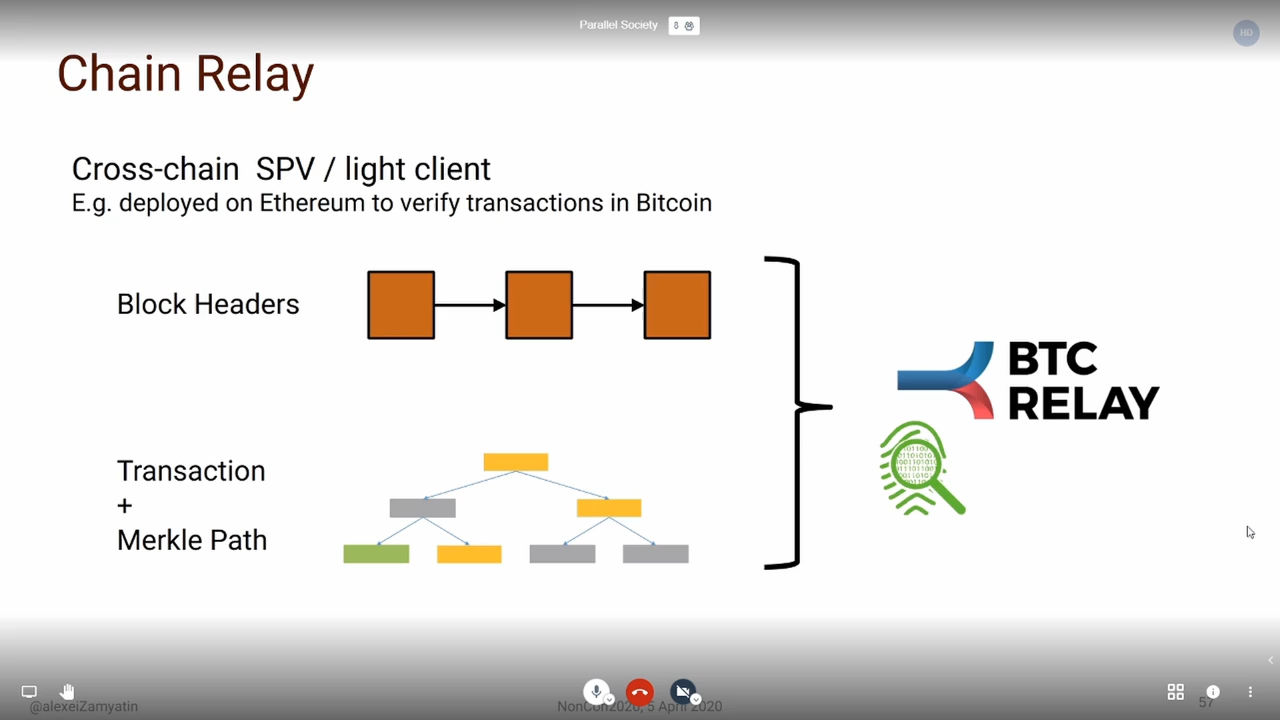 Parallel Society 8
HD
Chain Relay
Cross-chain SPV / light client
E.g. deployed on Ethereum to verify transactions in Bitcoin
Block Headers
BTC
RELAY
Transaction
+
Merkle Path
@alexeiZamyatin
NonCon2020, 5 April 2020
57